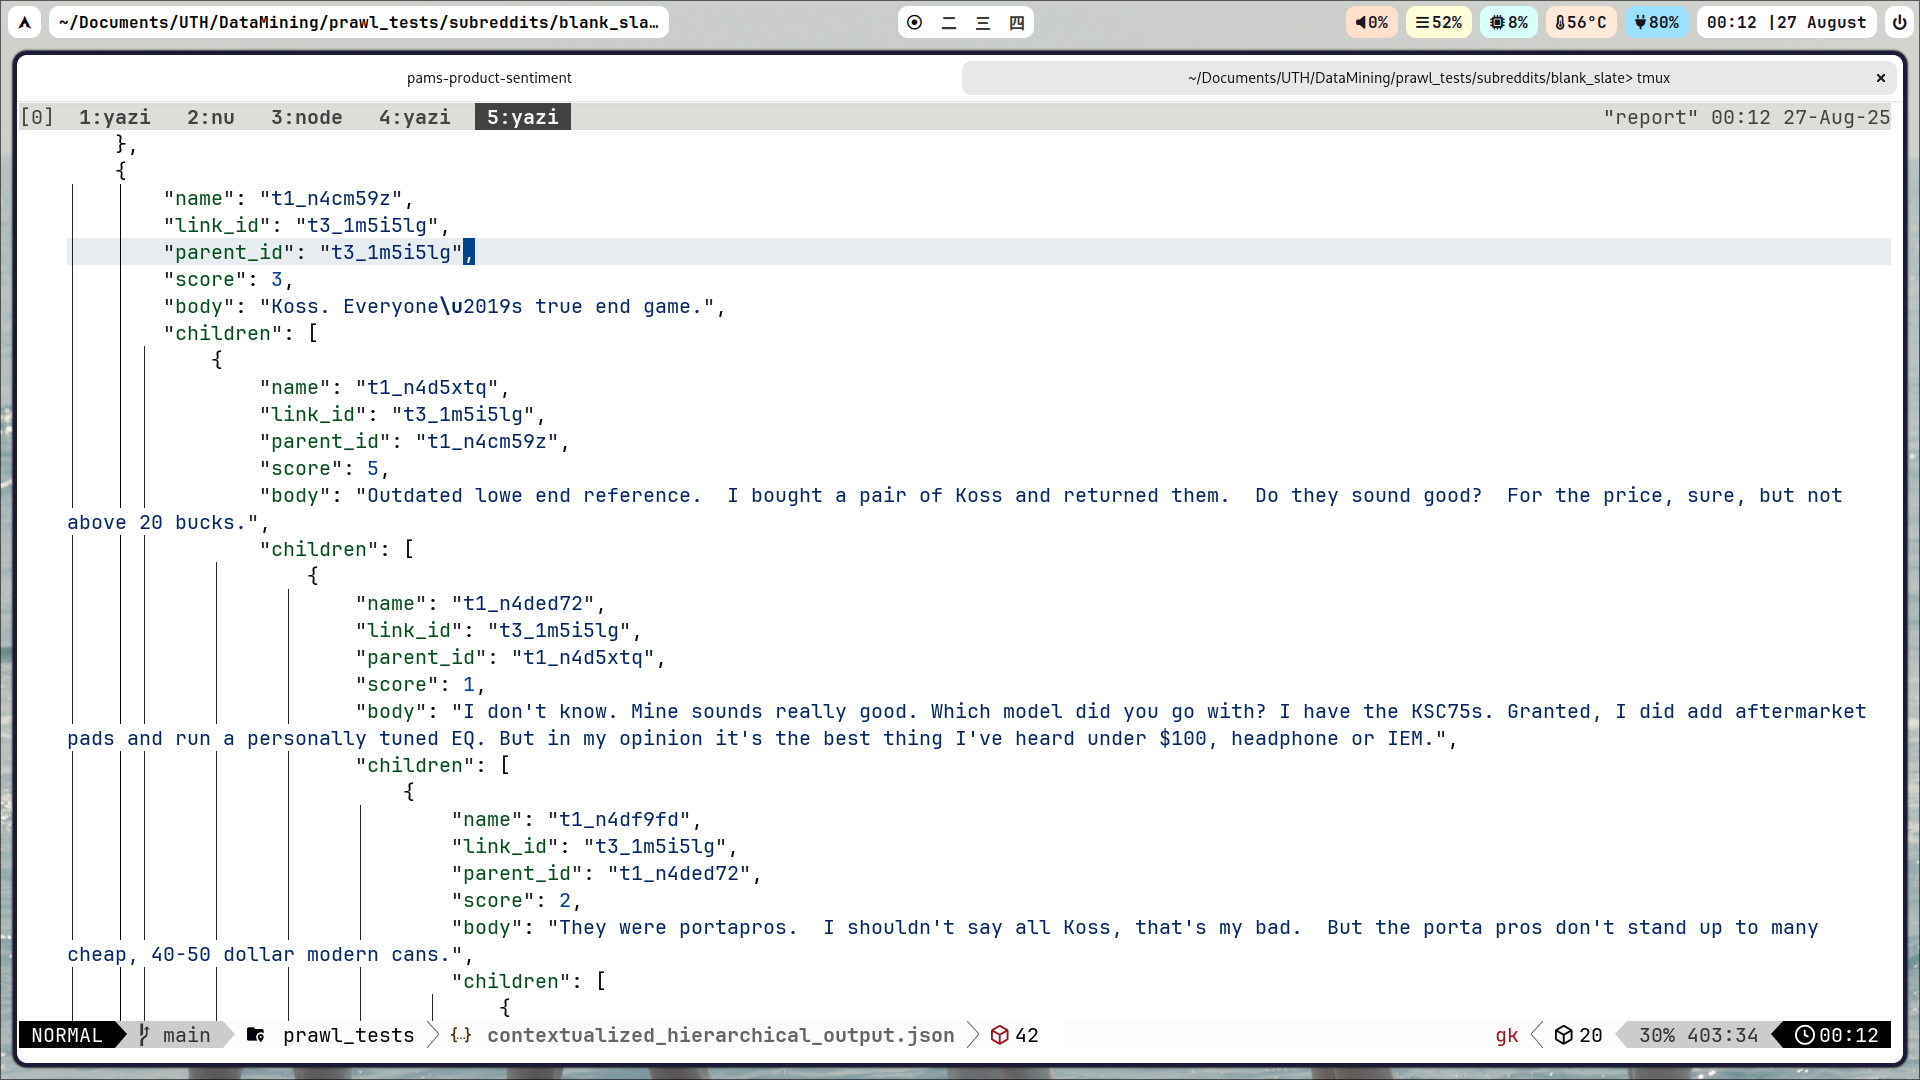 ~/Documents/UTH/DataMining/prawl_tests/subreddits/blank_sla…
二 三 四
0% 52% 8% 56°C 80% 00:12 |27 August
pams-product-sentiment
~/Documents/UTH/DataMining/prawl_tests/subreddits/blank_slate> tmux
[0] 1:yazi 2:nu 3:node 4:yazi 5:yazi "report" 00:12 27-Aug-25
},
{
"name": "t1_n4cm59z",
"link_id": "t3_1m5i5lg",
"parent_id": "t3_1m5i5lg",
"score": 3,
"body": "Koss. Everyone\u2019s true end game.",
"children": [
{
"name": "t1_n4d5xtq",
"link_id": "t3_1m5i5lg",
"parent_id": "t1_n4cm59z",
"score": 5,
"body": "Outdated lowe end reference.  I bought a pair of Koss and returned them.  Do they sound good?  For the price, sure, but not
above 20 bucks.",
"children": [
{
"name": "t1_n4ded72",
"link_id": "t3_1m5i5lg",
"parent_id": "t1_n4d5xtq",
"score": 1,
"body": "I don't know. Mine sounds really good. Which model did you go with? I have the KSC75s. Granted, I did add aftermarket
pads and run a personally tuned EQ. But in my opinion it's the best thing I've heard under $100, headphone or IEM.",
"children": [
{
"name": "t1_n4df9fd",
"link_id": "t3_1m5i5lg",
"parent_id": "t1_n4ded72",
"score": 2,
"body": "They were portapros.  I shouldn't say all Koss, that's my bad.  But the porta pros don't stand up to many
cheap, 40-50 dollar modern cans.",
"children": [
{
NORMAL main prawl_tests {..} contextualized_hierarchical_output.json 42 gk 20 30% 403:34 00:12